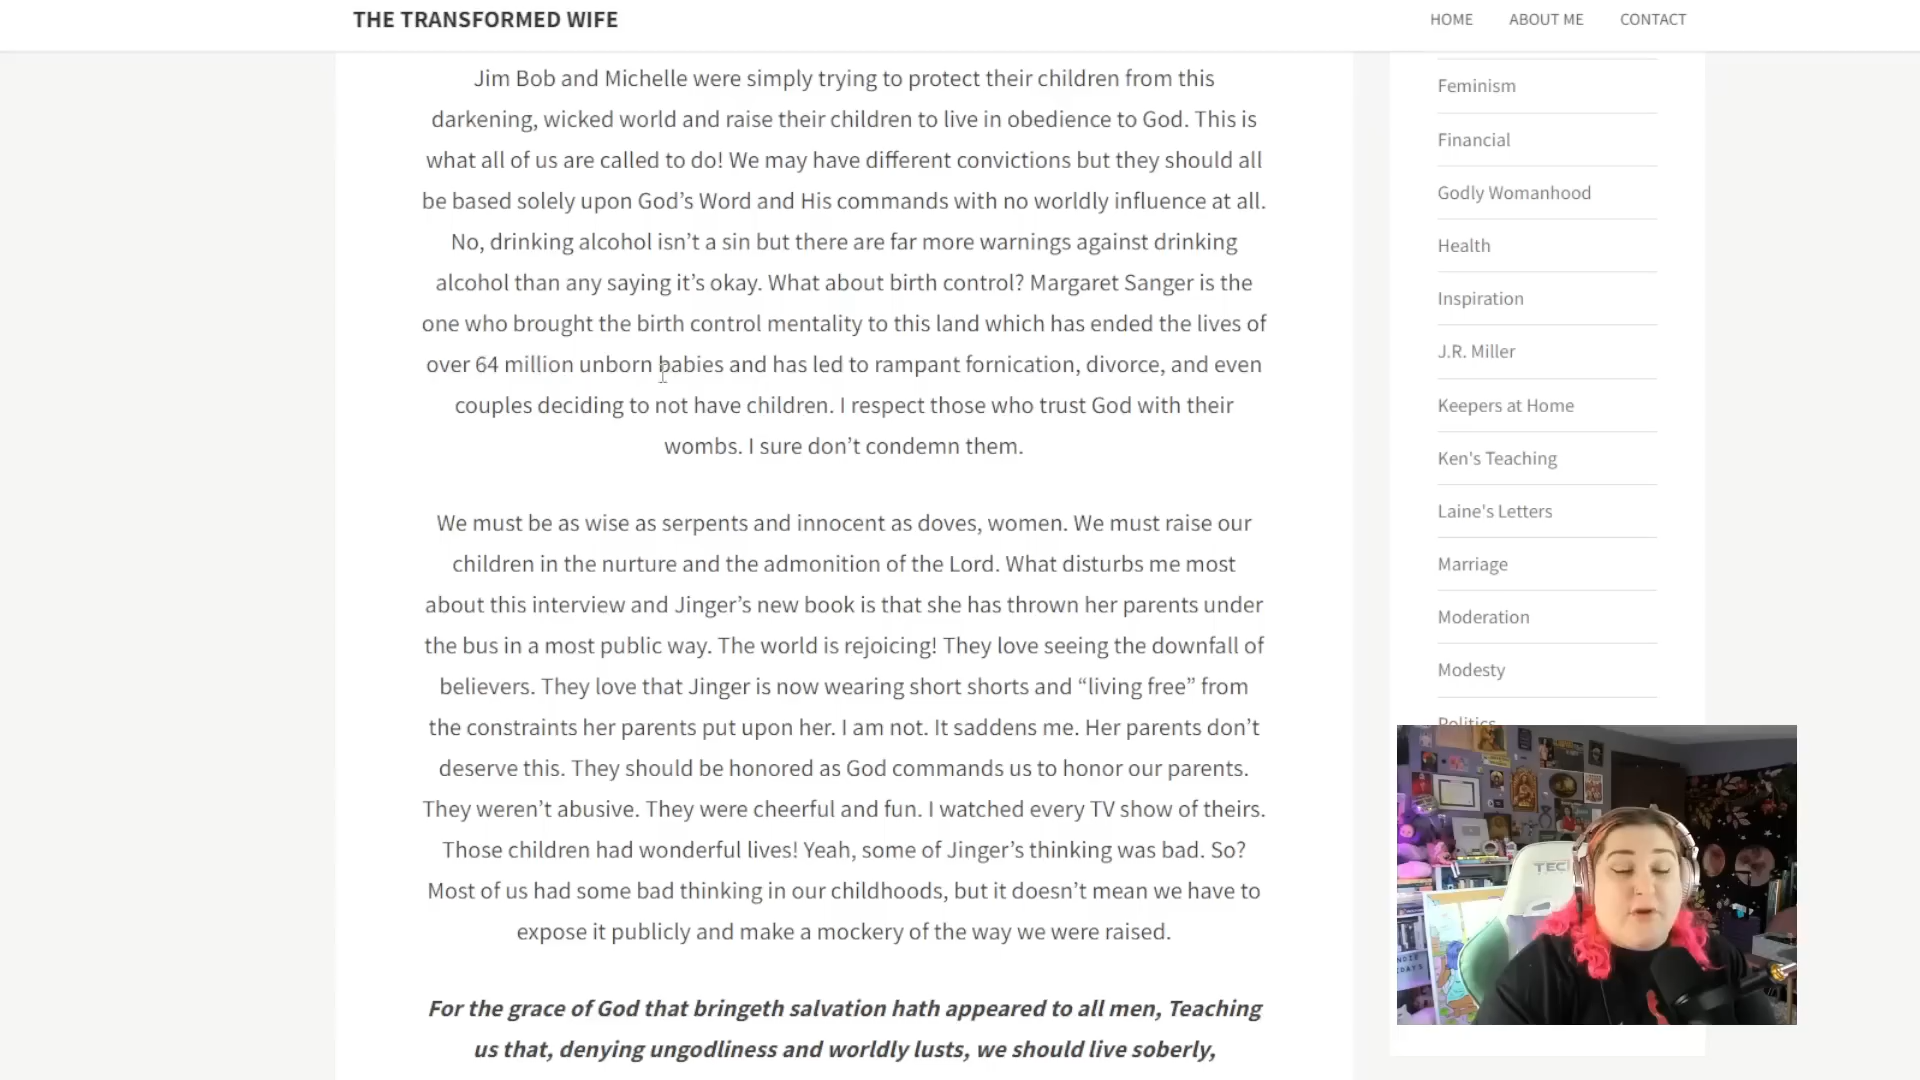 THE TRANSFORMED WIFE
HOME ABOUT ME CONTACT
Jim Bob and Michelle were simply trying to protect their children from this
darkening, wicked world and raise their children to live in obedience to God. This is
what all of us are called to do! We may have different convictions but they should all
be based solely upon God’s Word and His commands with no worldly influence at all.
No, drinking alcohol isn’t a sin but there are far more warnings against drinking
alcohol than any saying it’s okay. What about birth control? Margaret Sanger is the
one who brought the birth control mentality to this land which has ended the lives of
over 64 million unborn babies and has led to rampant fornication, divorce, and even
couples deciding to not have children. I respect those who trust God with their
wombs. I sure don’t condemn them.
We must be as wise as serpents and innocent as doves, women. We must raise our
children in the nurture and the admonition of the Lord. What disturbs me most
about this interview and Jinger’s new book is that she has thrown her parents under
the bus in a most public way. The world is rejoicing! They love seeing the downfall of
believers. They love that Jinger is now wearing short shorts and “living free” from
the constraints her parents put upon her. I am not. It saddens me. Her parents don’t
deserve this. They should be honored as God commands us to honor our parents.
They weren’t abusive. They were cheerful and fun. I watched every TV show of theirs.
Those children had wonderful lives! Yeah, some of Jinger’s thinking was bad. So?
Most of us had some bad thinking in our childhoods, but it doesn’t mean we have to
expose it publicly and make a mockery of the way we were raised.
For the grace of God that bringeth salvation hath appeared to all men, Teaching
us that, denying ungodliness and worldly lusts, we should live soberly,
Feminism
Financial
Godly Womanhood
Health
Inspiration
J.R. Miller
Keepers at Home
Ken's Teaching
Laine's Letters
Marriage
Moderation
Modesty
Politics
TEC